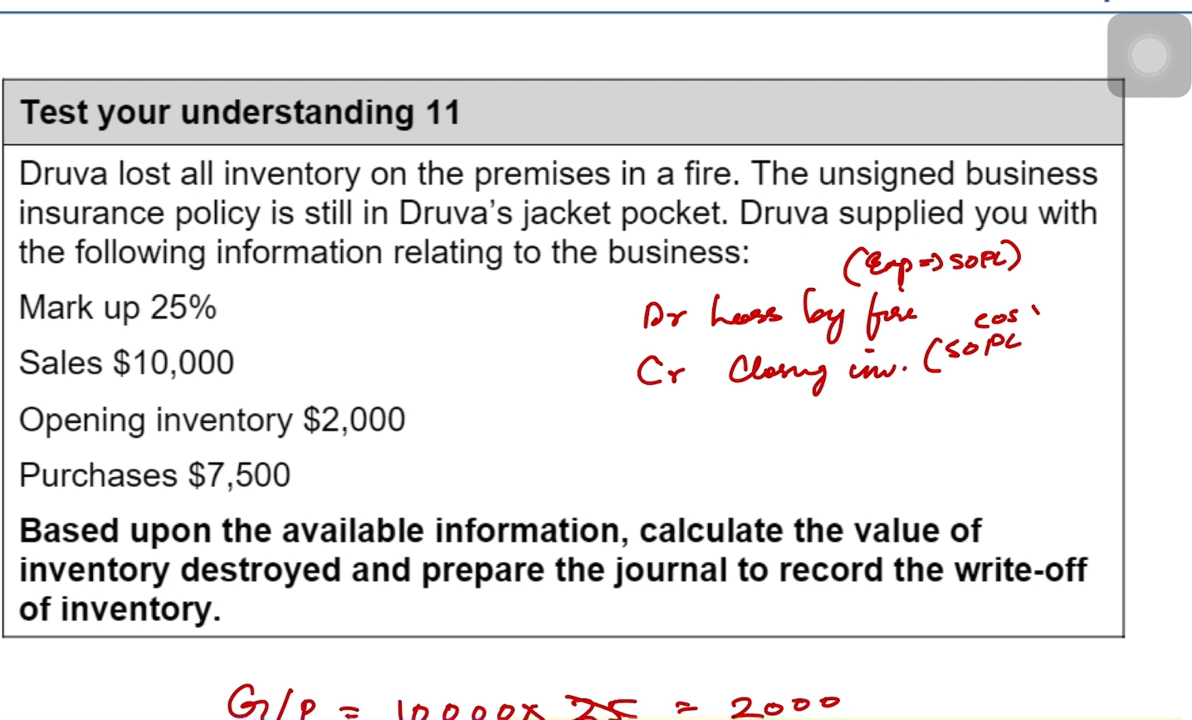 Test your understanding 11
Druva lost all inventory on the premises in a fire. The unsigned business
insurance policy is still in Druva's jacket pocket. Druva supplied you with
the following information relating to the business:
(Exp => SOPL)
Mark up 25%
Dr Loss by fire
cos
Sales $10,000
Cr Closing inv. (SOPL
Opening inventory $2,000
Purchases $7,500
Based upon the available information, calculate the value of
inventory destroyed and prepare the journal to record the write-off
of inventory.
G/P = 10000x 25 = 2000